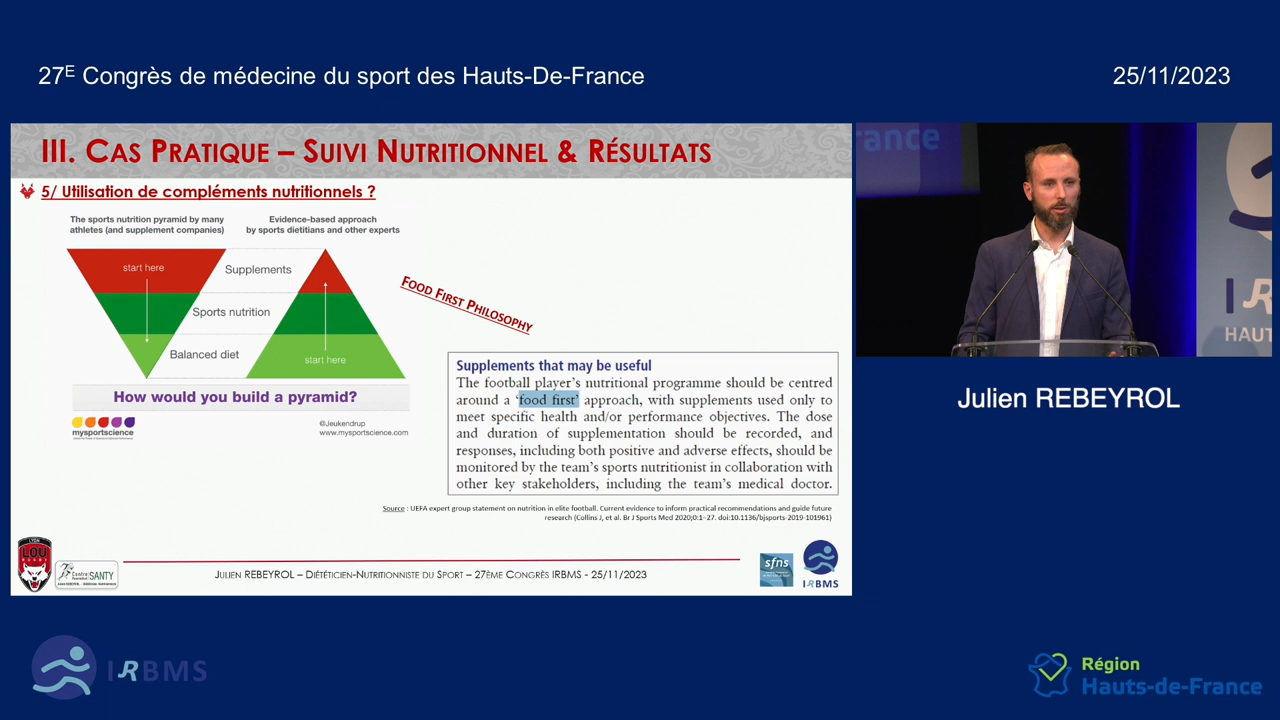 27E Congrès de médecine du sport des Hauts-De-France
25/11/2023
III. Cas Pratique – Suivi Nutritionnel & Résultats
5/ Utilisation de compléments nutritionnels ?
The sports nutrition pyramid by many
athletes (and supplement companies)
Evidence-based approach
by sports dietitians and other experts
start here
Supplements
Sports nutrition
Balanced diet
start here
How would you build a pyramid?
mysportscience
@Jeukendrup
www.mysportscience.com
Food First Philosophy
Supplements that may be useful
The football player's nutritional programme should be centred
around a 'food first' approach, with supplements used only to
meet specific health and/or performance objectives. The dose
and duration of supplementation should be recorded, and
responses, including both positive and adverse effects, should be
monitored by the team's sports nutritionist in collaboration with
other key stakeholders, including the team's medical doctor.
Source : UEFA expert group statement on nutrition in elite football. Current evidence to inform practical recommendations and guide future
research (Collins J, et al. Br J Sports Med 2020;0:1–27. doi:10.1136/bjsports-2019-101961)
LYON
LOU
RUGBY
SANTY
Julien REBEYROL – Diététicien-Nutritionniste du Sport – 27ème Congrès IRBMS - 25/11/2023
sfns
IRBMS
rance
I R
HAUT
Julien REBEYROL
IRBMS
Région
Hauts-de-France